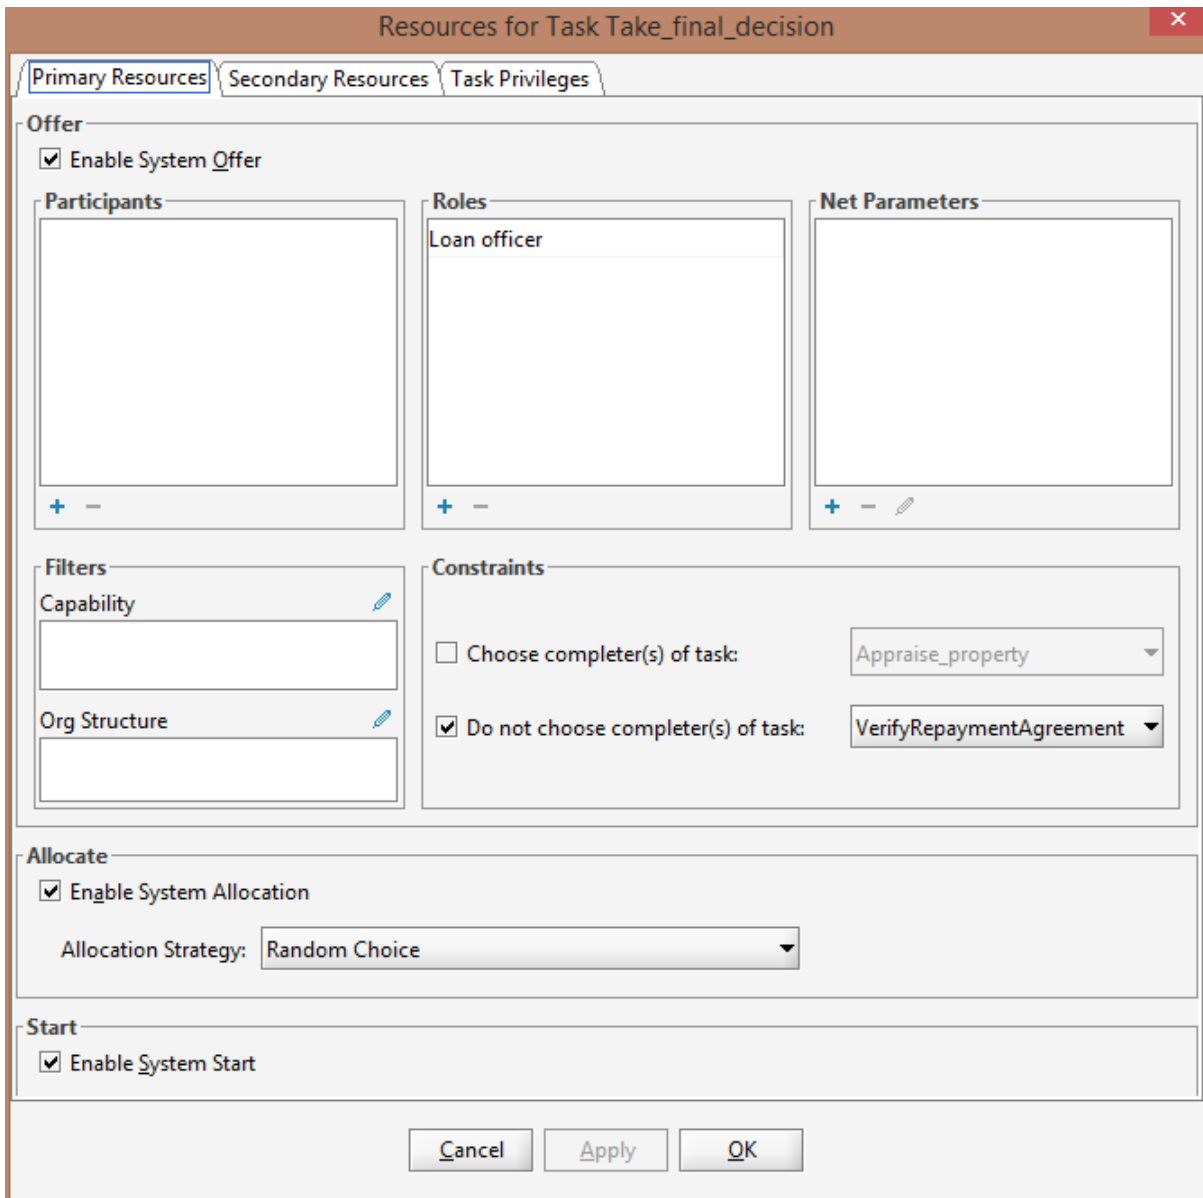 Resources for Task Take_final_decision
Primary Resources Secondary Resources Task Privileges
Offer
Enable System Offer
Participants Roles Net Parameters
Loan officer
Filters Constraints
Capability
Choose completer(s) of task: Appraise_property
Org Structure
Do not choose completer(s) of task: VerifyRepaymentAgreement
Allocate
Enable System Allocation
Allocation Strategy: Random Choice
Start
Enable System Start
Cancel Apply OK